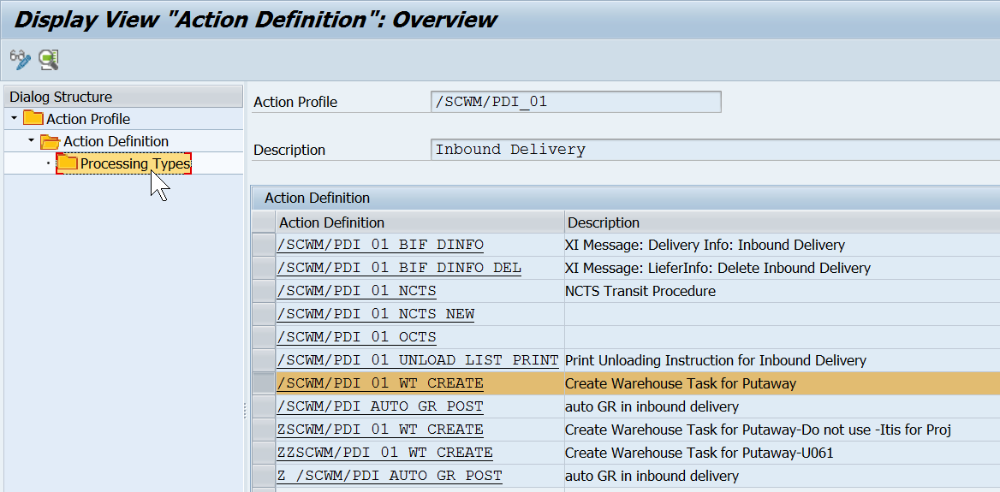 Display View "Action Definition": Overview
Dialog Structure
Action Profile
Action Definition
Processing Types
Action Profile /SCWM/PDI_01
Description Inbound Delivery
Action Definition
Action Definition Description
/SCWM/PDI_01_BIF_DINFO XI Message: Delivery Info: Inbound Delivery
/SCWM/PDI_01_BIF_DINFO_DEL XI Message: LieferInfo: Delete Inbound Delivery
/SCWM/PDI_01_NCTS NCTS Transit Procedure
/SCWM/PDI_01_NCTS_NEW
/SCWM/PDI_01_OCTS
/SCWM/PDI_01_UNLOAD_LIST_PRINT Print Unloading Instruction for Inbound Delivery
/SCWM/PDI_01_WT_CREATE Create Warehouse Task for Putaway
/SCWM/PDI_AUTO_GR_POST auto GR in inbound delivery
ZSCWM/PDI_01_WT_CREATE Create Warehouse Task for Putaway-Do not use -Itis for Proj
ZZSCWM/PDI_01_WT_CREATE Create Warehouse Task for Putaway-U061
Z_/SCWM/PDI_AUTO_GR_POST auto GR in inbound delivery